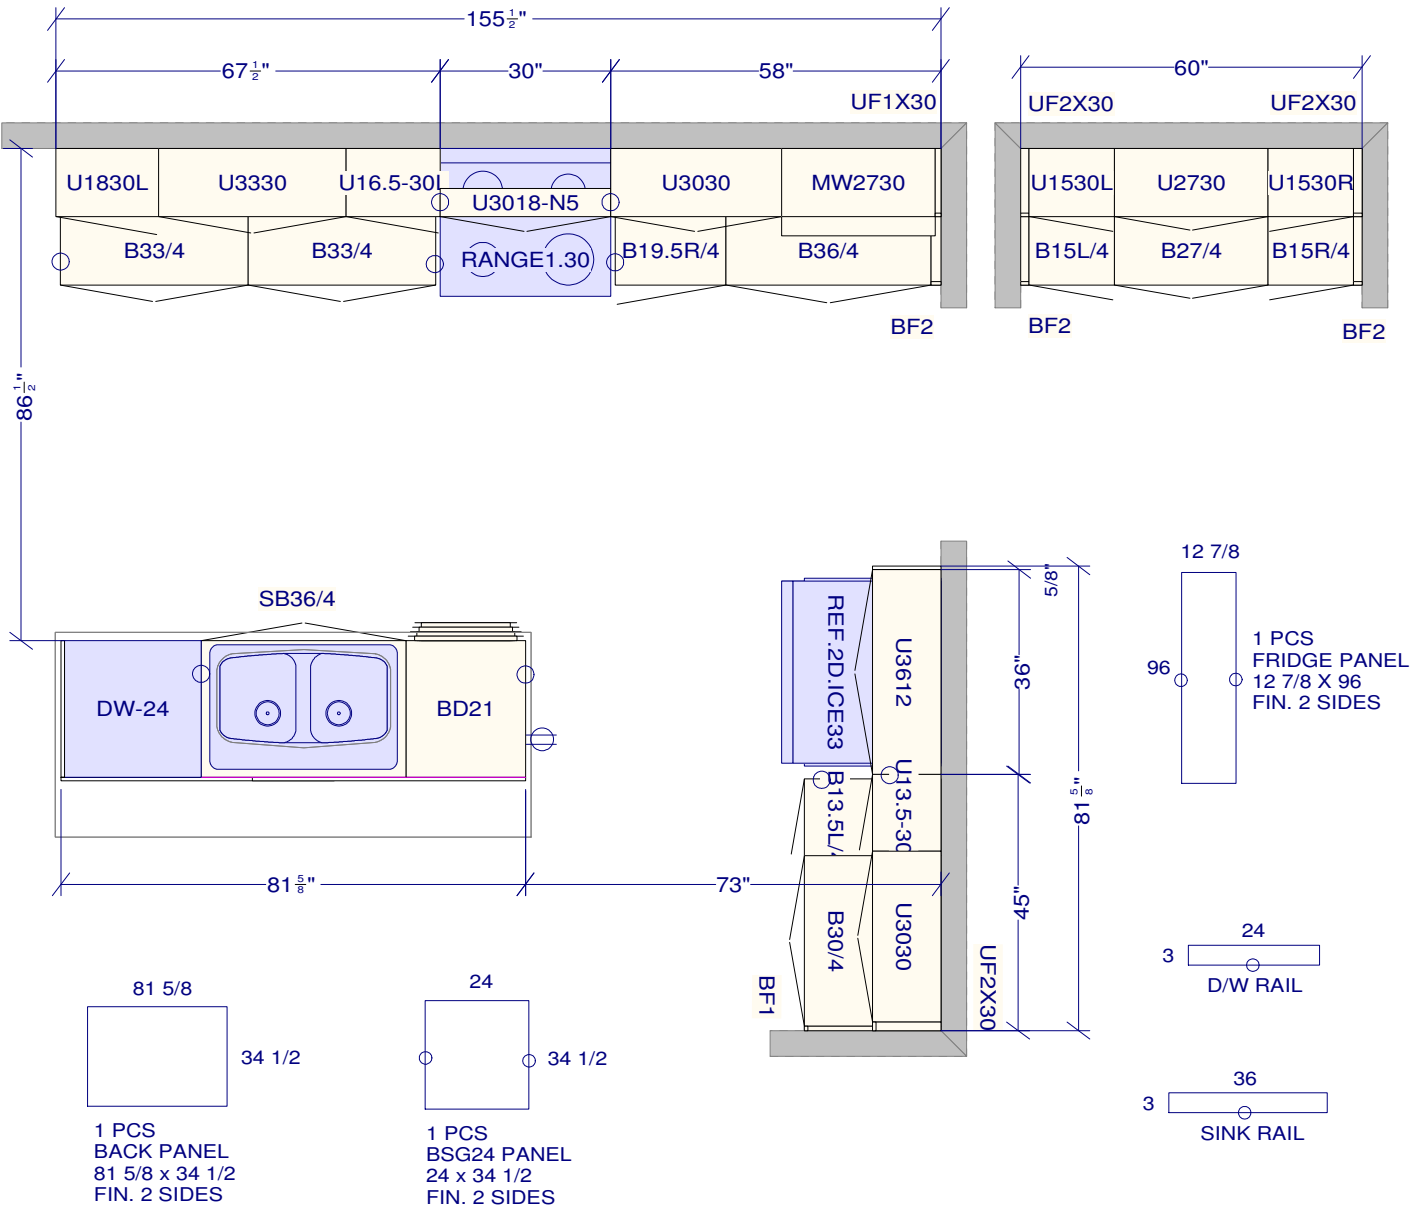 155 1/2"
67 1/2"
30"
58"
60"
UF1X30
UF2X30
UF2X30
U1830L
U3330
U16.5-30L
U3018-N5
U3030
MW2730
U1530L
U2730
U1530R
B33/4
B33/4
RANGE1.30
B19.5R/4
B36/4
B15L/4
B27/4
B15R/4
BF2
BF2
BF2
86 1/2"
SB36/4
DW-24
BD21
REF.2D.ICE33
U3612
36"
5/8"
B13.5L/
U13.5-30
81 5/8"
B30/4
U3030
45"
BF1
UF2X30
81 5/8"
73"
12 7/8
96
1 PCS
FRIDGE PANEL
12 7/8 X 96
FIN. 2 SIDES
24
3
D/W RAIL
36
3
SINK RAIL
81 5/8
34 1/2
1 PCS
BACK PANEL
81 5/8 x 34 1/2
FIN. 2 SIDES
24
34 1/2
1 PCS
BSG24 PANEL
24 x 34 1/2
FIN. 2 SIDES